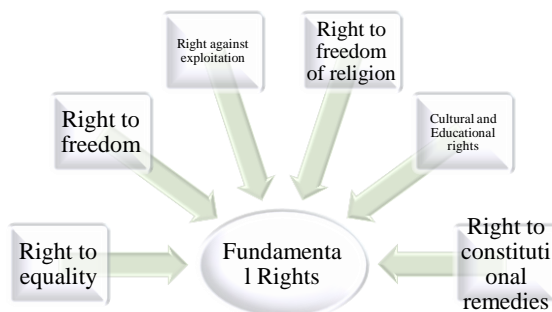 Right to
equality
Right to
freedom
Right against
exploitation
Right to
freedom
of religion
Cultural and
Educational
rights
Right to
constituti
onal
remedies
Fundamenta
l Rights